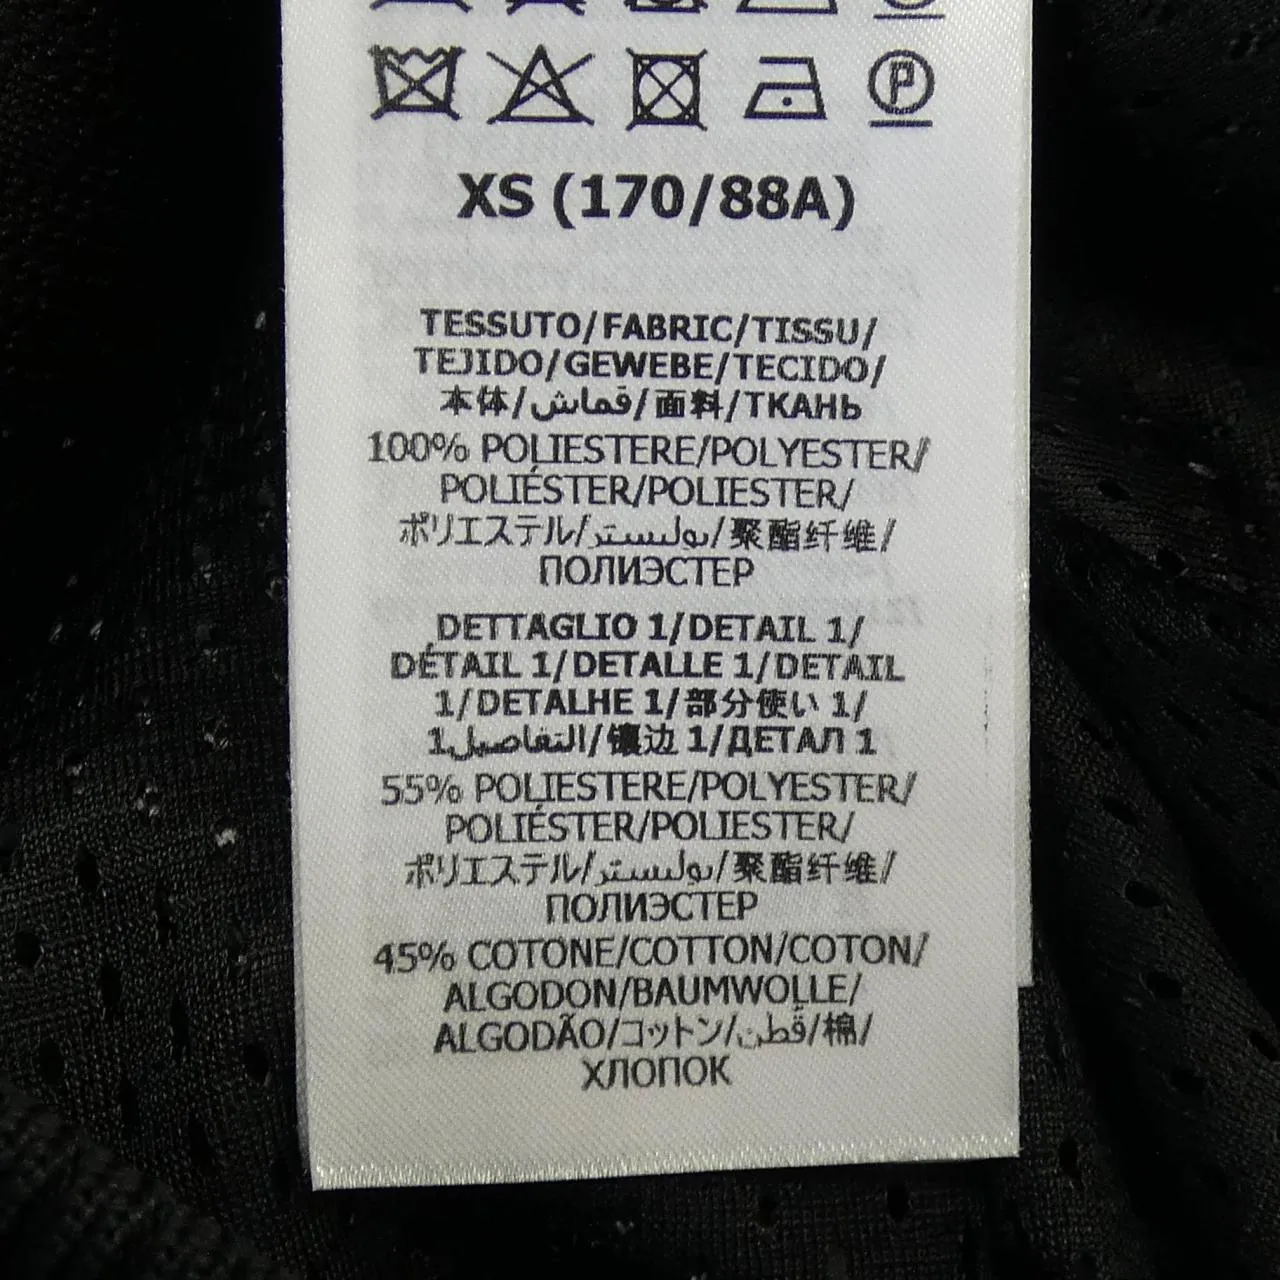 P
XS (170/88A)
TESSUTO/FABRIC/TISSU/
TEJIDO/GEWEBE/TECIDO/
本体/قماش/面料/ТКАНЬ
100% POLIESTERE/POLYESTER/
POLIÉSTER/POLIESTER/
ポリエステル/بوليستر/聚酯纤维/
ПОЛИЭСТЕР
DETTAGLIO 1/DETAIL 1/
DÉTAIL 1/DETALLE 1/DETAIL
1/DETALHE 1/部分使い 1/
التفاصيل1/镶边 1/ДЕТАЛ 1
55% POLIESTERE/POLYESTER/
POLIÉSTER/POLIESTER/
ポリエステル/بوليستر/聚酯纤维/
ПОЛИЭСТЕР
45% COTONE/COTTON/COTON/
ALGODON/BAUMWOLLE/
ALGODÃO/コットン/قطن/棉/
ХЛОПОК